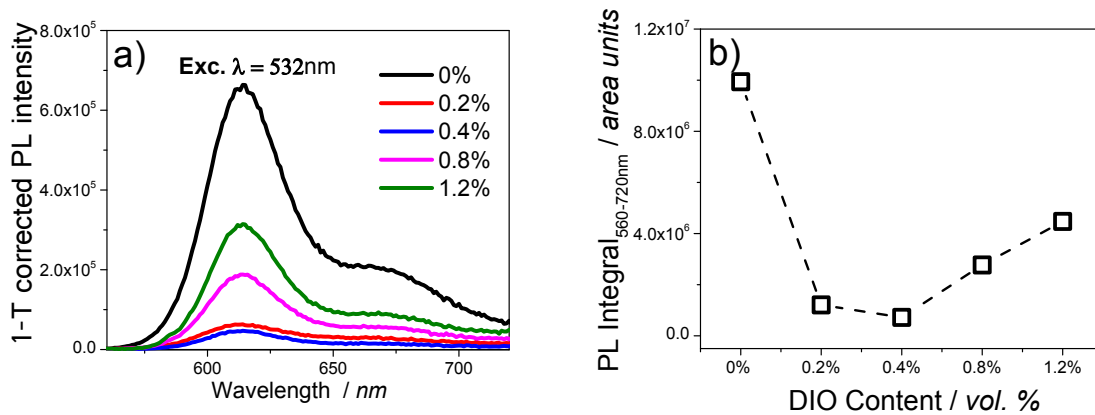 a)
Exc. λ = 532nm
0%
0.2%
0.4%
0.8%
1.2%
8.0x10⁵
6.0x10⁵
4.0x10⁵
2.0x10⁵
0.0
1-T corrected PL intensity
600
650
700
Wavelength / nm
b)
1.2x10⁷
8.0x10⁶
4.0x10⁶
0.0
PL Integral₅₆₀₋₇₂₀ₙₘ / area units
0%
0.2%
0.4%
0.8%
1.2%
DIO Content / vol. %